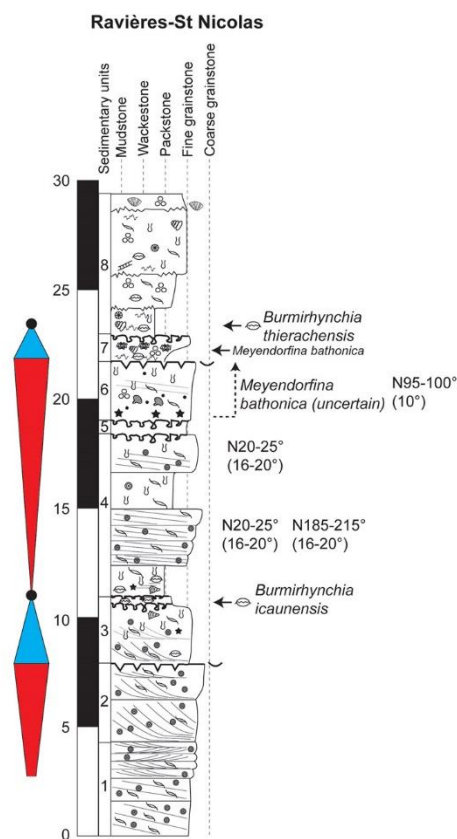 Ravières-St Nicolas
Sedimentary units
Mudstone
Wackestone
Packstone
Fine grainstone
Coarse grainstone
30
8
25
Burmirhynchia
thierachensis
7
Meyendorfina bathonica
6
Meyendorfina
bathonica (uncertain)
N95-100°
(10°)
20
5
N20-25°
(16-20°)
4
15
N20-25° N185-215°
(16-20°) (16-20°)
Burmirhynchia
icaunensis
10
3
2
5
1
0